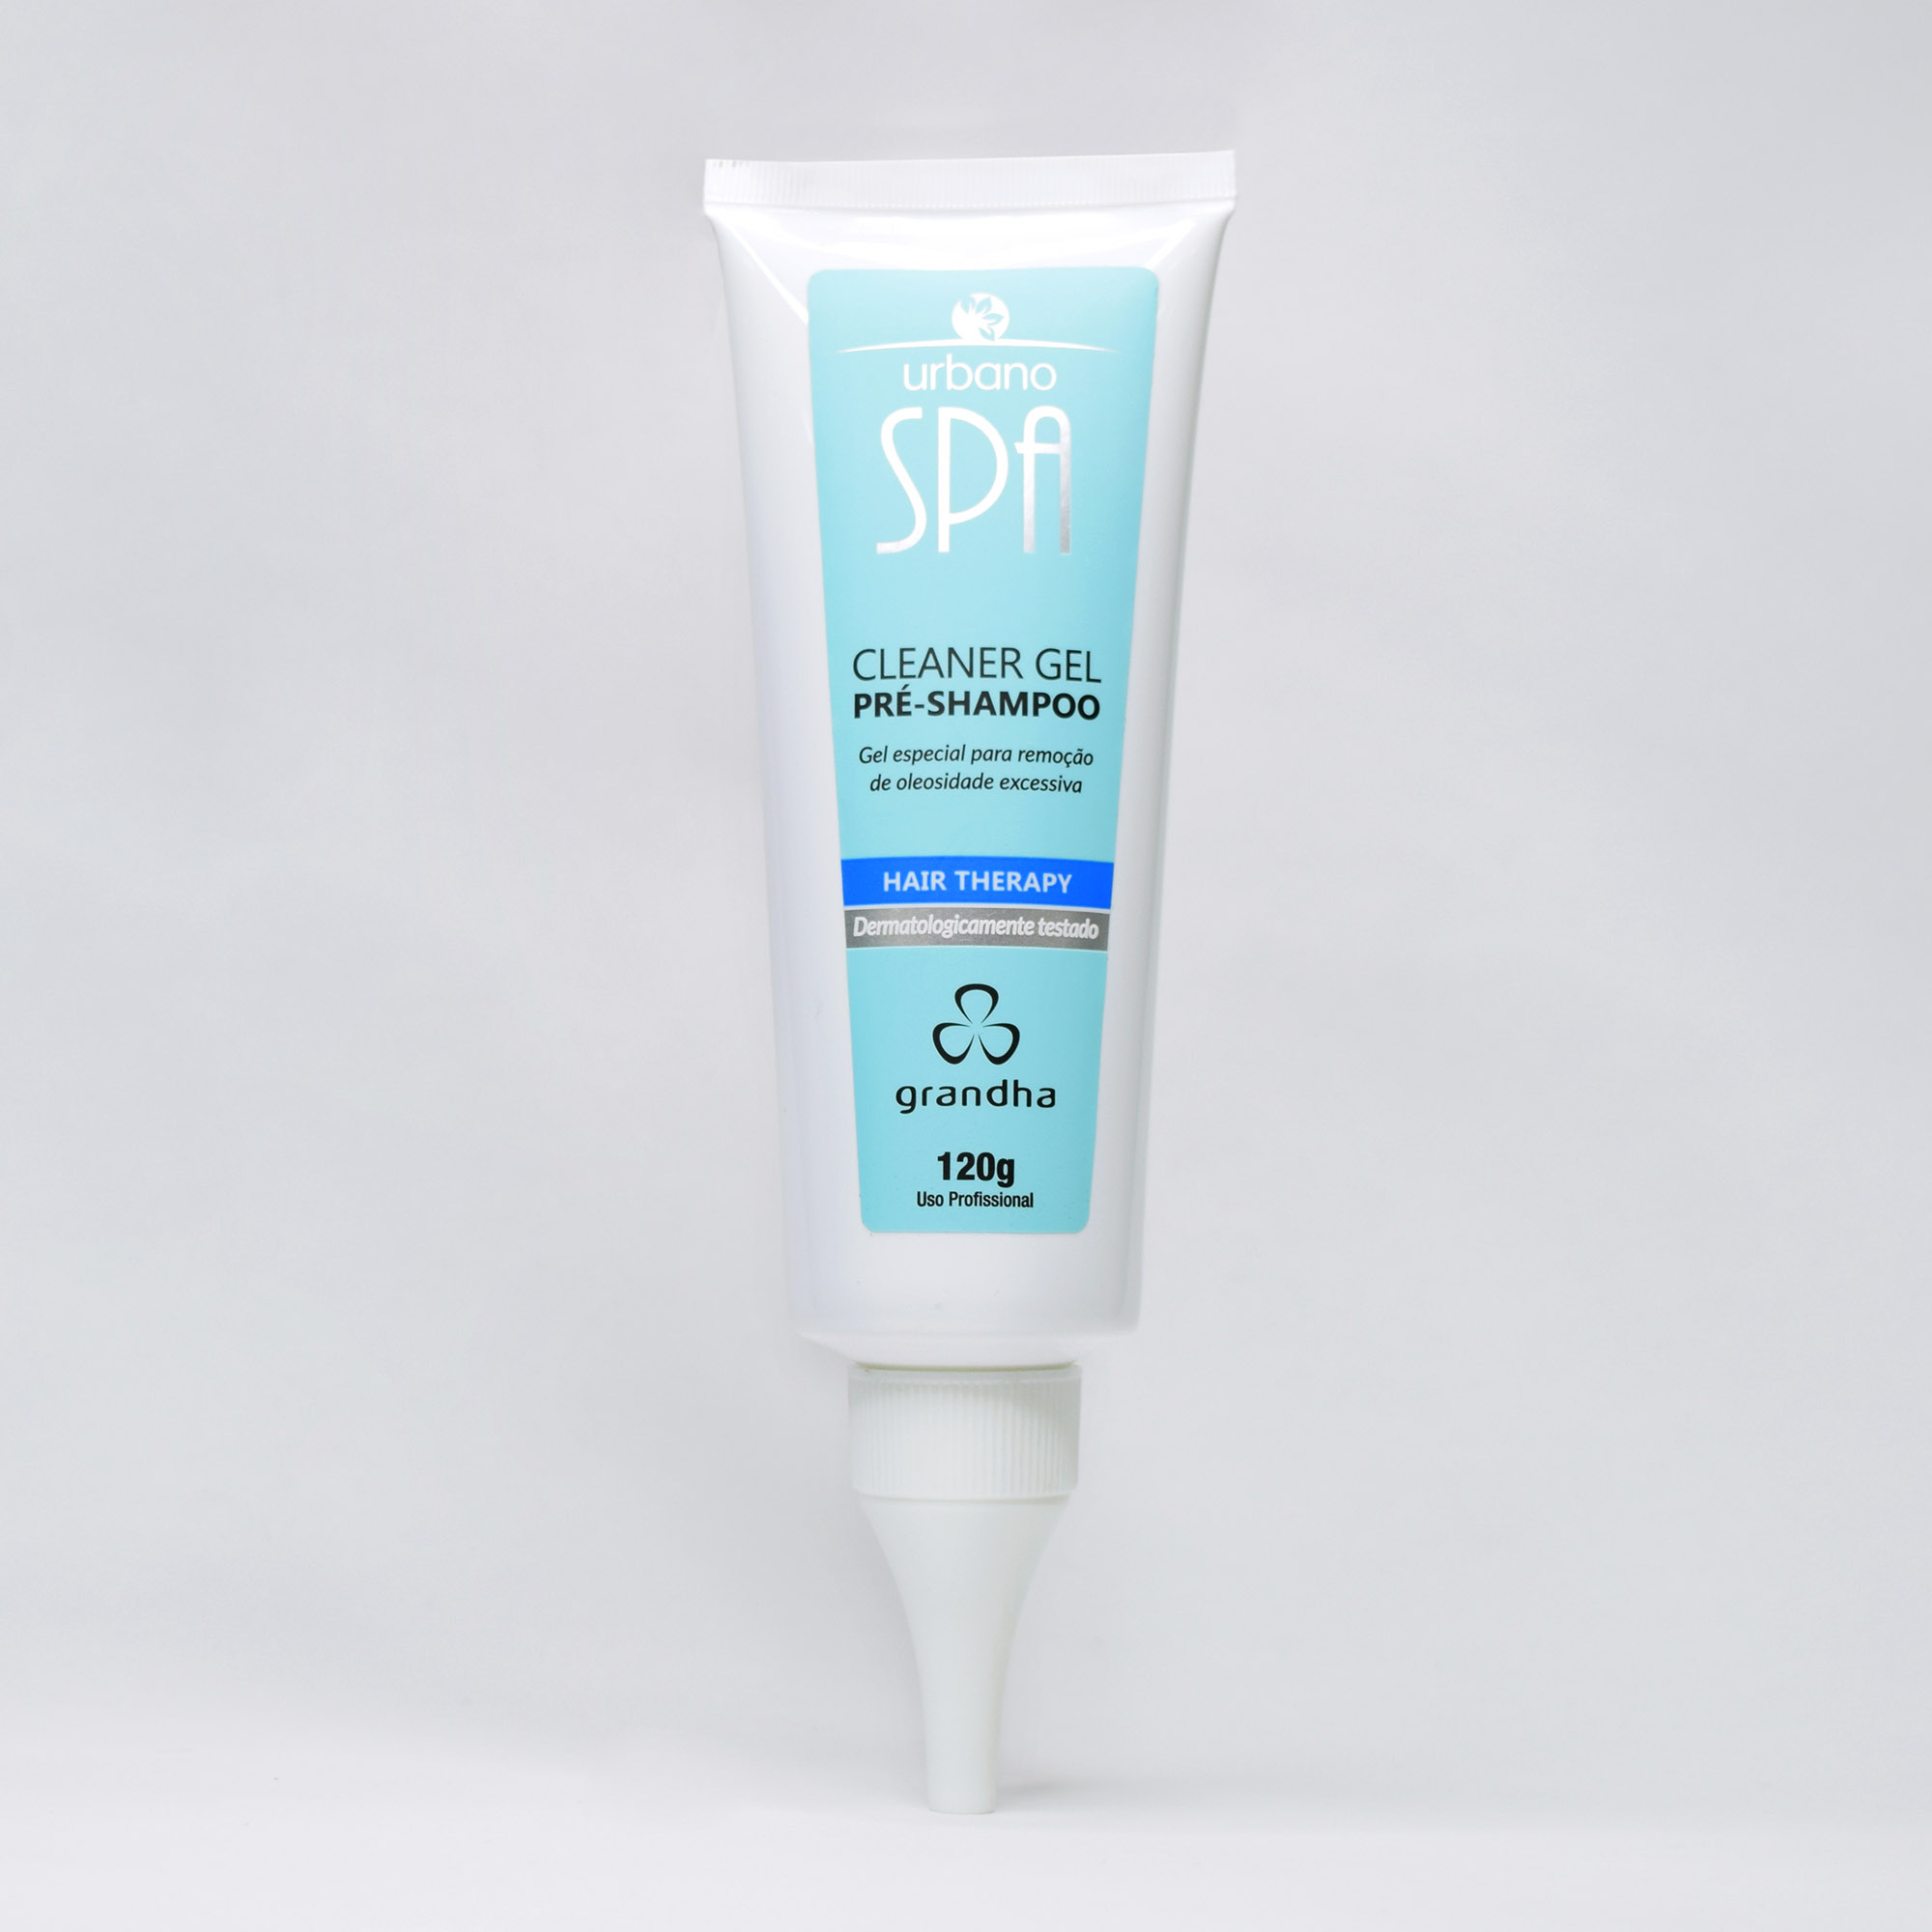 urbano
SPA
CLEANER GEL
PRÉ-SHAMPOO
Gel especial para remoção
de oleosidade excessiva
HAIR THERAPY
Dermatologicamente testado
grandha
120g
Uso Profissional